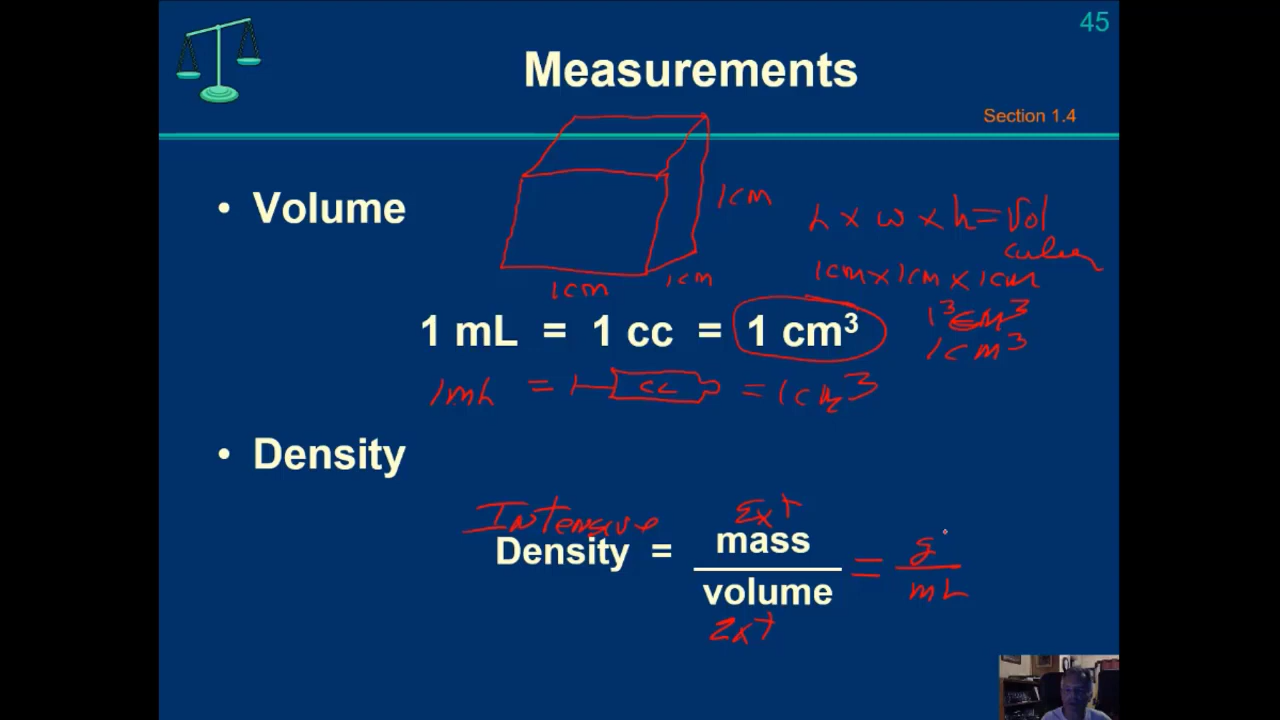 45
Measurements
Section 1.4
• Volume
1cm
L x w x h = Vol
1cm x 1cm x 1cm
1cm 1cm
1³cm³
1cm³
1 mL = 1 cc = 1 cm³
1mL = cc = 1cm³
• Density
Intensive Ext
Density = mass / volume = g / mL
Ext